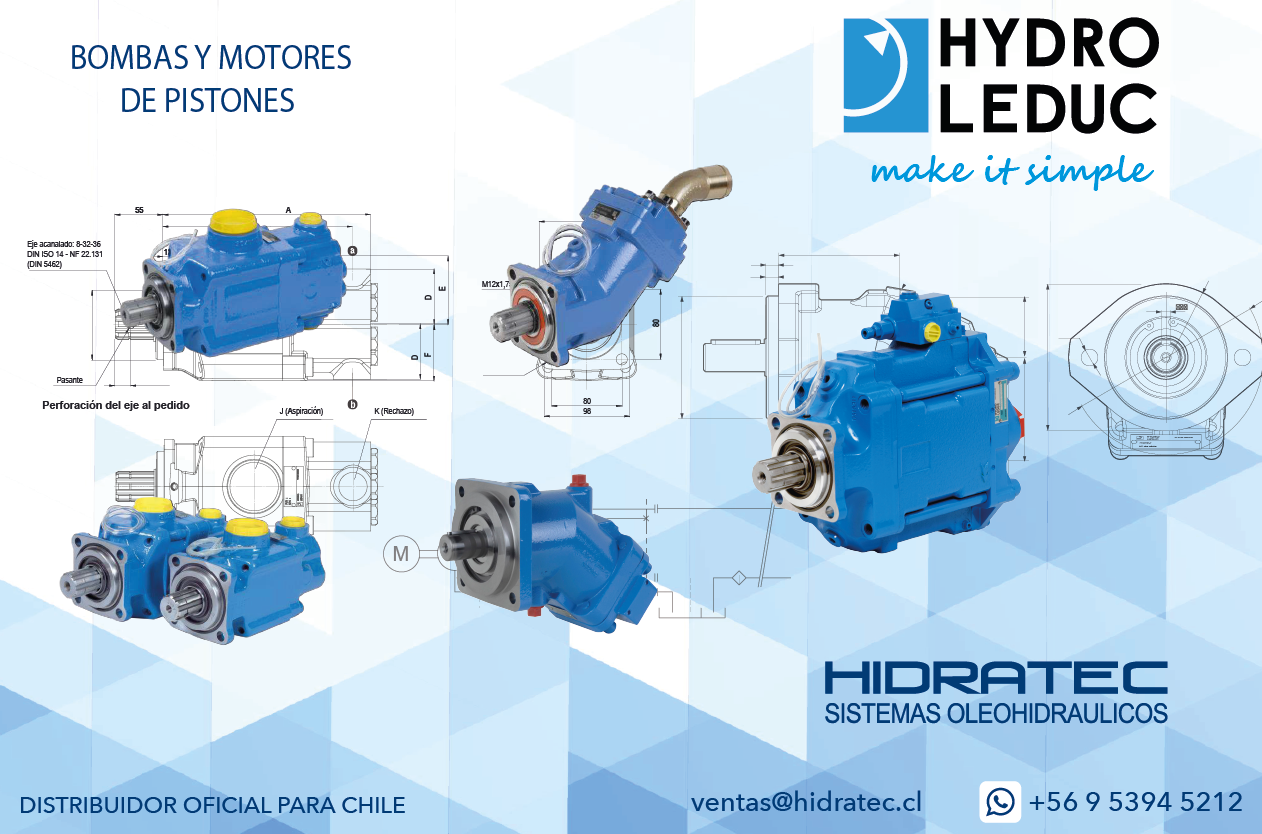 BOMBAS Y MOTORES
DE PISTONES
HYDRO
LEDUC
make it simple
55
A
Eje acanalado: 8-32-36
DIN ISO 14 - NF 22.131
(DIN 5462)
1
a
E
D
D
F
Pasante
b
Perforación del eje al pedido
J (Aspiración)
K (Rechazo)
M12x1,7
80
80
98
M
HIDRATEC
SISTEMAS OLEOHIDRAULICOS
DISTRIBUIDOR OFICIAL PARA CHILE
ventas@hidratec.cl
+56 9 5394 5212